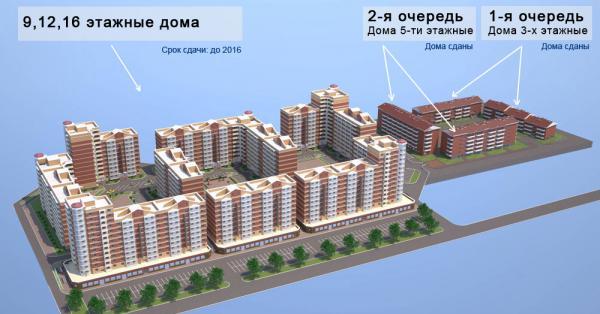 9,12,16 этажные дома
Срок сдачи: до 2016
2-я очередь
Дома 5-ти этажные
Дома сданы
1-я очередь
Дома 3-х этажные
Дома сданы